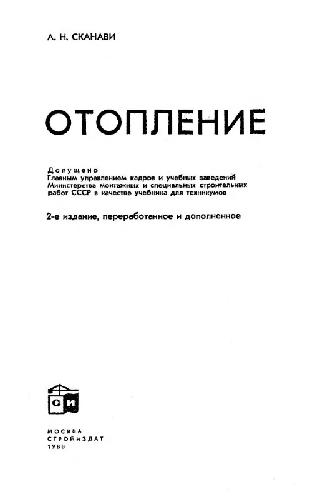 А. Н. СКАНАВИ
ОТОПЛЕНИЕ
Допущено
Главным управлением кадров и учебных заведений
Министерства монтажных и специальных строительных
работ СССР в качестве учебника для техникумов
2-е издание, переработанное и дополненное
С И
МОСКВА
СТРОЙИЗДАТ